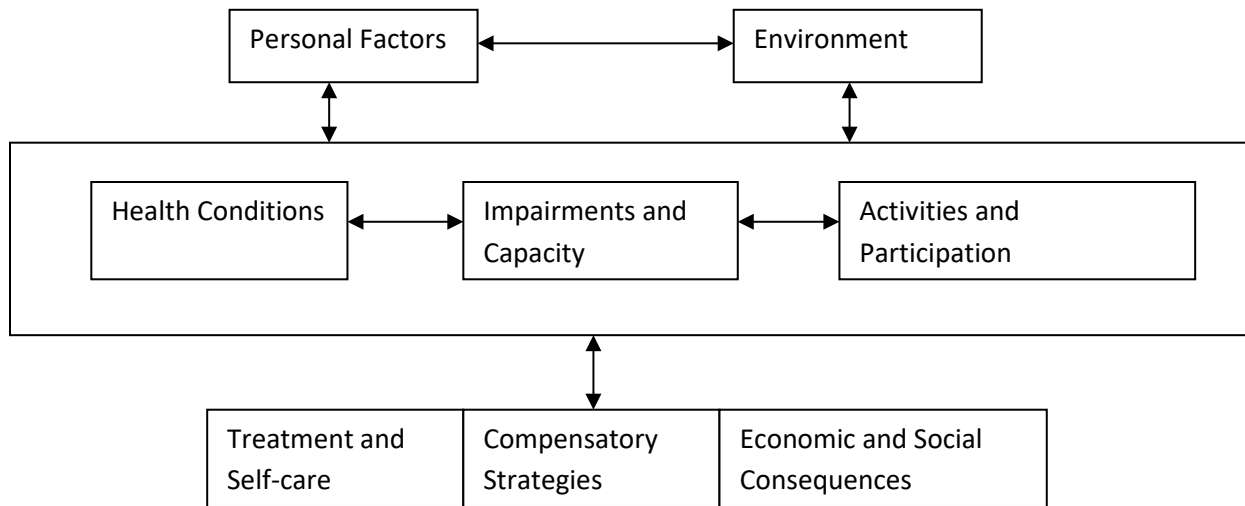 Personal Factors
Environment
Health Conditions
Impairments and
Capacity
Activities and
Participation
Treatment and
Self-care
Compensatory
Strategies
Economic and Social
Consequences